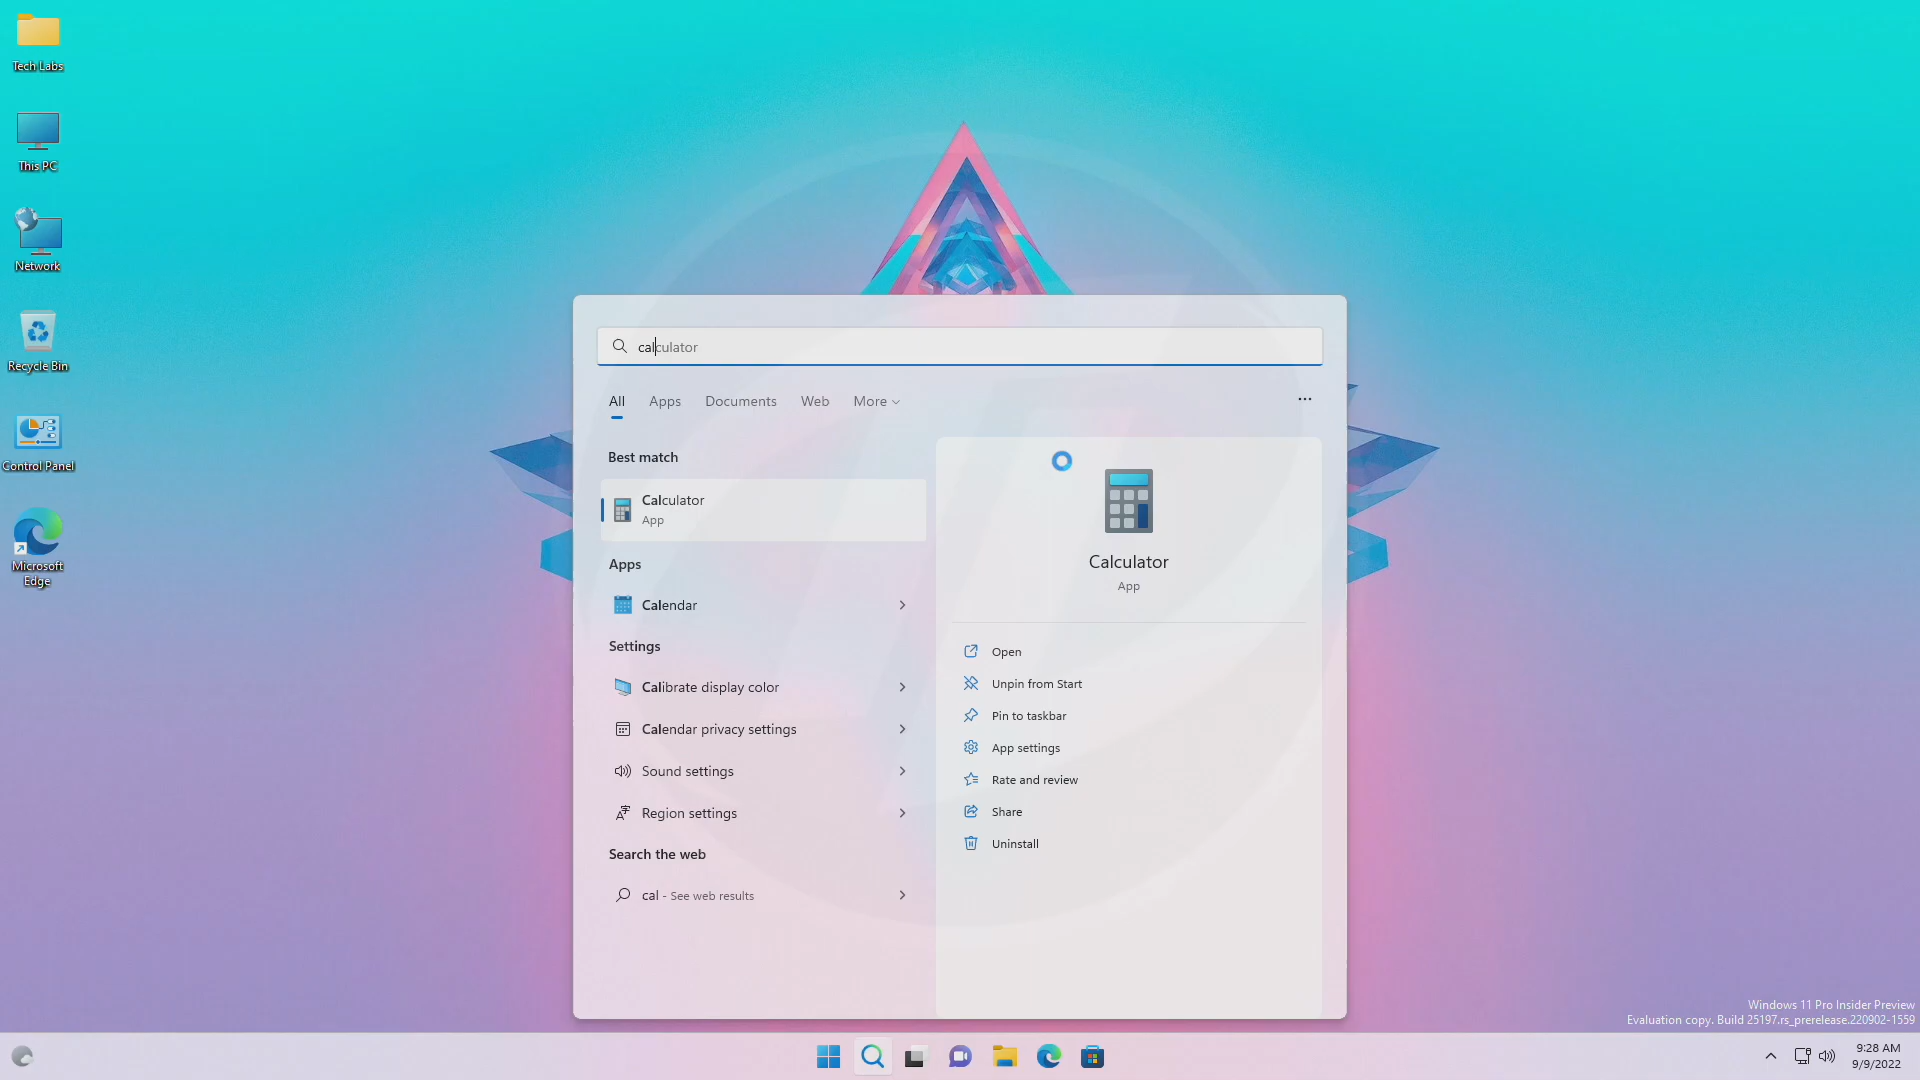 Tech Labs
This PC
Network
Recycle Bin
Control Panel
Microsoft
Edge
calculator
All
Apps
Documents
Web
More
Best match
Calculator
App
Apps
Calendar
Settings
Calibrate display color
Calendar privacy settings
Sound settings
Region settings
Search the web
cal - See web results
Calculator
App
Open
Unpin from Start
Pin to taskbar
App settings
Rate and review
Share
Uninstall
Windows 11 Pro Insider Preview
Evaluation copy. Build 25197.rs_prerelease.220902-1559
9:28 AM
9/9/2022